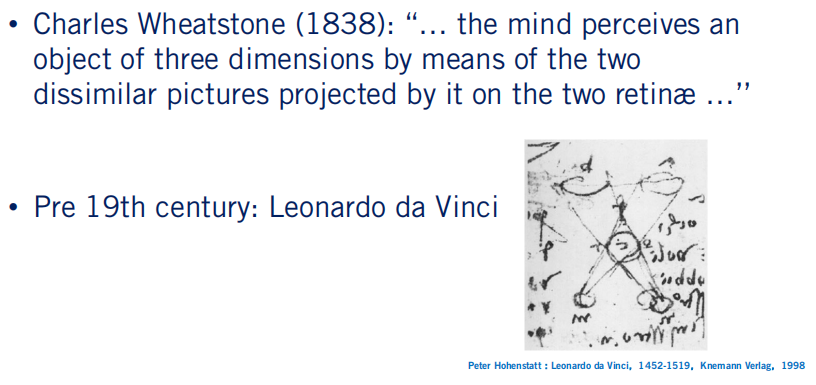 • Charles Wheatstone (1838): “… the mind perceives an
object of three dimensions by means of the two
dissimilar pictures projected by it on the two retinæ …’’
• Pre 19th century: Leonardo da Vinci
Peter Hohenstatt : Leonardo da Vinci, 1452-1519, Knemann Verlag, 1998